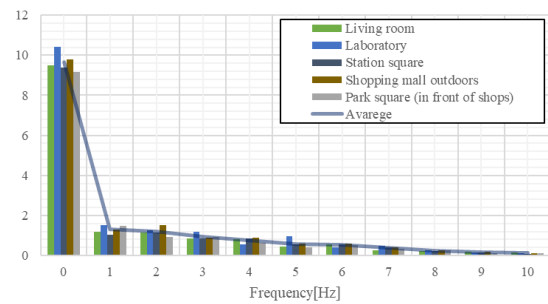 12
10
8
6
4
2
0
Living room
Laboratory
Station square
Shopping mall outdoors
Park square (in front of shops)
Avarege
0 1 2 3 4 5 6 7 8 9 10
Frequency[Hz]